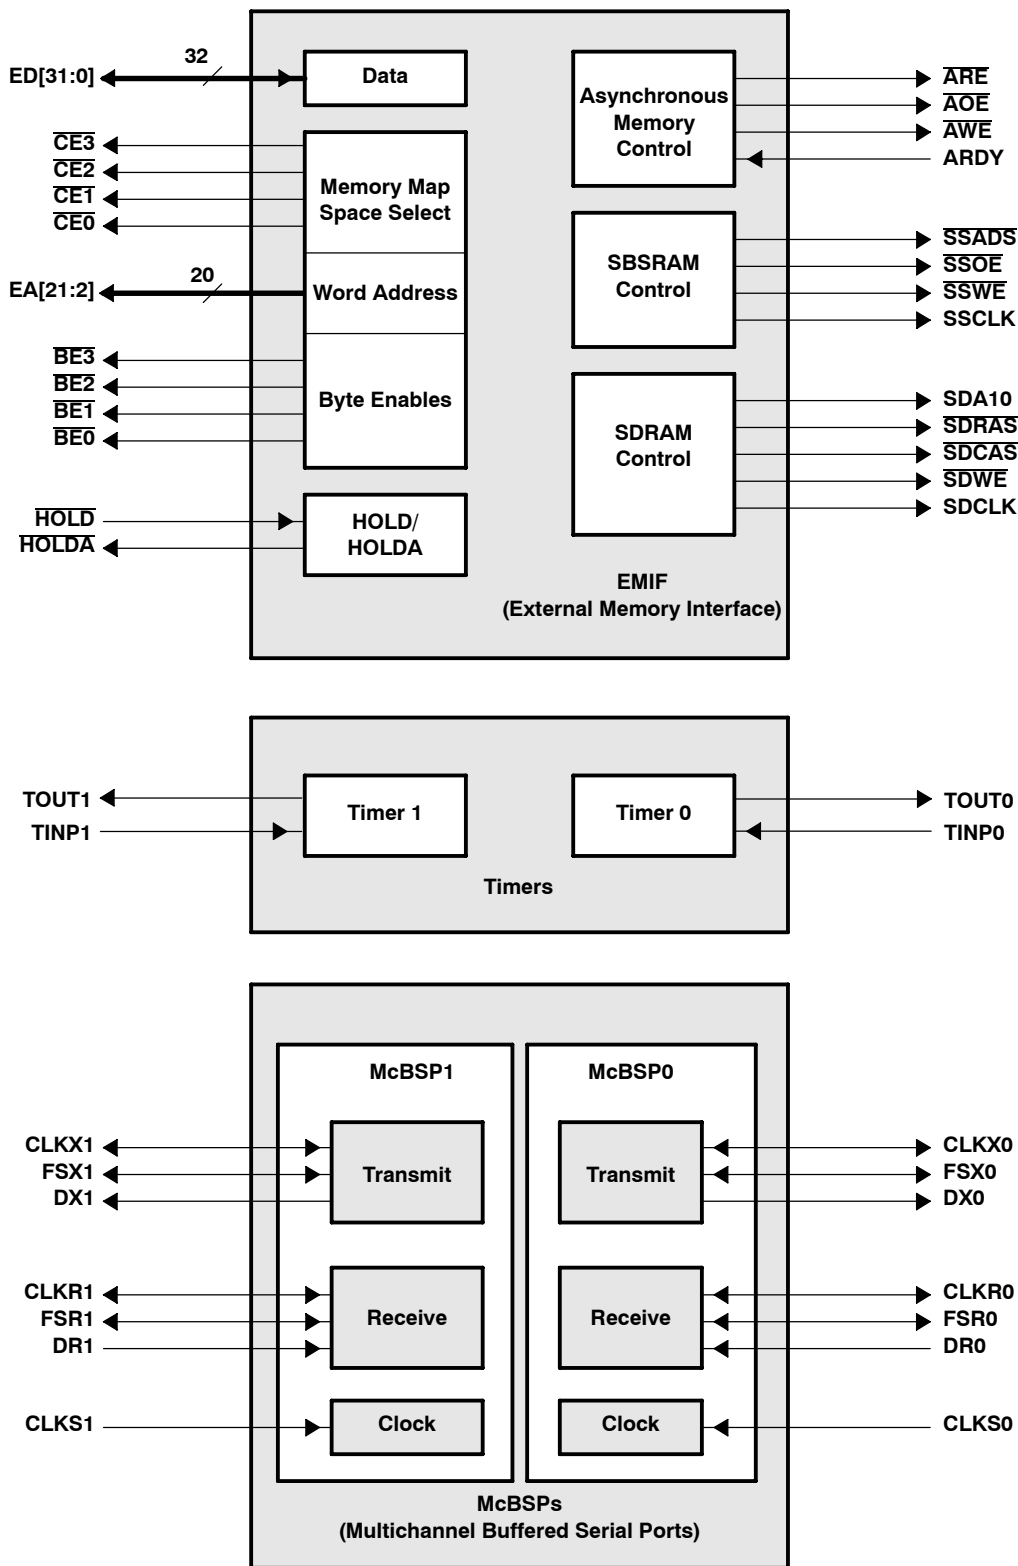 32
ED[31:0]
Data
CE3
CE2
CE1
CE0
Memory Map
Space Select
20
EA[21:2]
Word Address
BE3
BE2
BE1
BE0
Byte Enables
HOLD
HOLDA
HOLD/
HOLDA
Asynchronous
Memory
Control
ARE
AOE
AWE
ARDY
SBSRAM
Control
SSADS
SSOE
SSWE
SSCLK
SDRAM
Control
SDA10
SDRAS
SDCAS
SDWE
SDCLK
EMIF
(External Memory Interface)
TOUT1
TINP1
Timer 1
Timer 0
TOUT0
TINP0
Timers
McBSP1
CLKX1
FSX1
DX1
Transmit
CLKR1
FSR1
DR1
Receive
CLKS1
Clock
McBSP0
Transmit
CLKX0
FSX0
DX0
Receive
CLKR0
FSR0
DR0
Clock
CLKS0
McBSPs
(Multichannel Buffered Serial Ports)